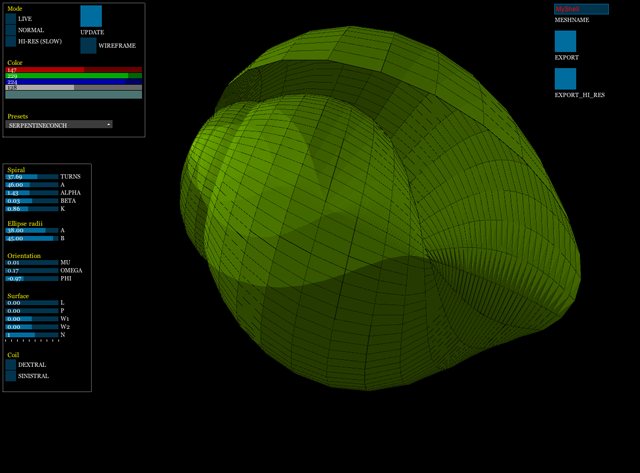 Mode
LIVE
NORMAL
HI-RES (SLOW)
UPDATE
WIREFRAME
Color
147
229
224
128
Presets
SERPENTINECONCH
Spiral
37.69 TURNS
46.00 A
1.43 ALPHA
0.03 BETA
0.86 K
Ellipse radii
38.00 A
45.00 B
Orientation
0.01 MU
0.17 OMEGA
-0.97 PHI
Surface
0.00 L
0.00 P
0.00 W1
0.00 W2
1 N
Coil
DEXTRAL
SINISTRAL
MESHNAME
EXPORT
EXPORT_HI_RES